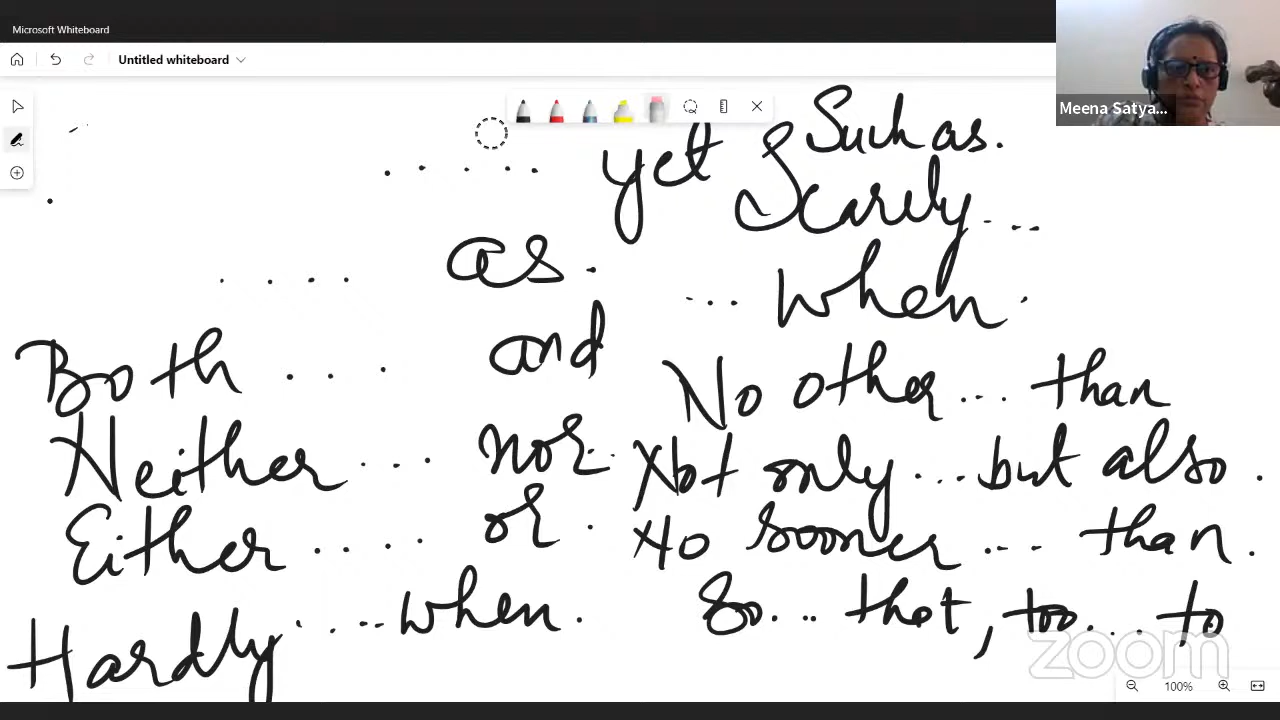 Microsoft Whiteboard
Untitled whiteboard
Meena Satya...
..... yet Such as.
Scarely...
.... as.
... when.
Both ... and
No other ... than
Neither ... nor..
Not only ... but also.
Either .... or.
No sooner ... than.
Hardly ....when.
So... that, too... to
zoom
100%